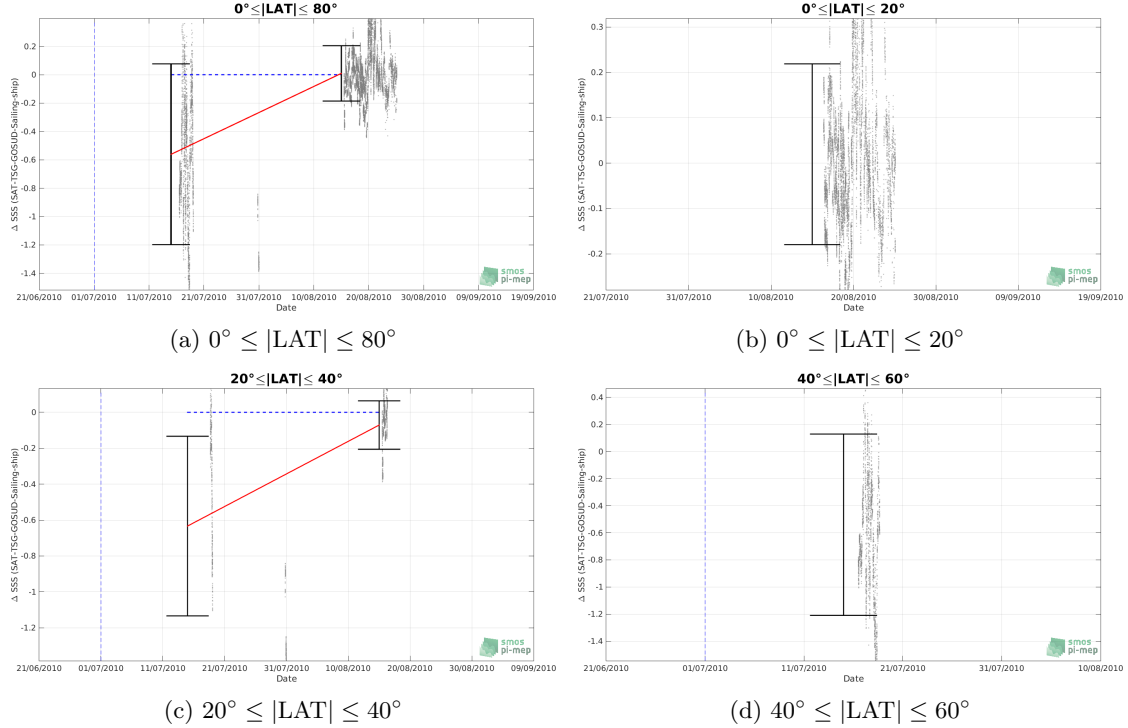 0°≤|LAT|≤ 80°
0.2
0
-0.2
-0.4
-0.6
-0.8
-1
-1.2
-1.4
Δ SSS (SAT-TSG-GOSUD-Sailing-ship)
21/06/2010 01/07/2010 11/07/2010 21/07/2010 31/07/2010 10/08/2010 20/08/2010 30/08/2010 09/09/2010 19/09/2010
Date
smos
pi-mep
(a) 0° ≤ |LAT| ≤ 80°
0°≤|LAT|≤ 20°
0.3
0.2
0.1
0
-0.1
-0.2
Δ SSS (SAT-TSG-GOSUD-Sailing-ship)
21/07/2010 31/07/2010 10/08/2010 20/08/2010 30/08/2010 09/09/2010 19/09/2010
Date
smos
pi-mep
(b) 0° ≤ |LAT| ≤ 20°
20°≤|LAT|≤ 40°
0
-0.2
-0.4
-0.6
-0.8
-1
-1.2
Δ SSS (SAT-TSG-GOSUD-Sailing-ship)
21/06/2010 01/07/2010 11/07/2010 21/07/2010 31/07/2010 10/08/2010 20/08/2010 30/08/2010 09/09/2010
Date
smos
pi-mep
(c) 20° ≤ |LAT| ≤ 40°
40°≤|LAT|≤ 60°
0.4
0.2
0
-0.2
-0.4
-0.6
-0.8
-1
-1.2
-1.4
Δ SSS (SAT-TSG-GOSUD-Sailing-ship)
21/06/2010 01/07/2010 11/07/2010 21/07/2010 31/07/2010 10/08/2010
Date
smos
pi-mep
(d) 40° ≤ |LAT| ≤ 60°